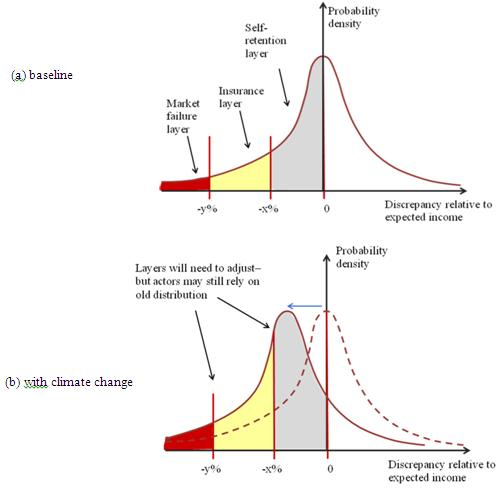 Probability
density
Self-
retention
layer
(a) baseline
Insurance
layer
Market
failure
layer
-y%
-x%
0
Discrepancy relative to
expected income
Probability
density
Layers will need to adjust–
but actors may still rely on
old distribution
(b) with climate change
-y%
-x%
0
Discrepancy relative to
expected income